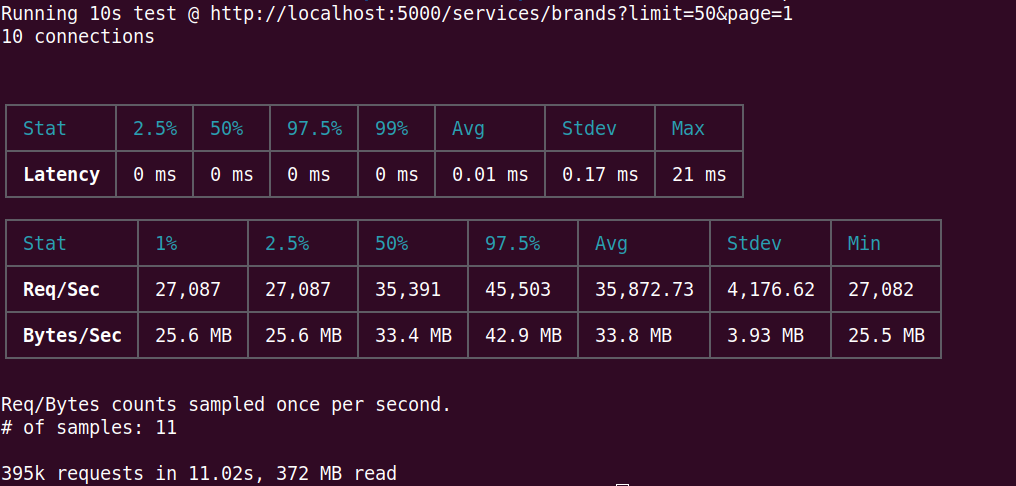 Running 10s test @ http://localhost:5000/services/brands?limit=50&page=1
10 connections
Stat 2.5% 50% 97.5% 99% Avg Stdev Max
Latency 0 ms 0 ms 0 ms 0 ms 0.01 ms 0.17 ms 21 ms
Stat 1% 2.5% 50% 97.5% Avg Stdev Min
Req/Sec 27,087 27,087 35,391 45,503 35,872.73 4,176.62 27,082
Bytes/Sec 25.6 MB 25.6 MB 33.4 MB 42.9 MB 33.8 MB 3.93 MB 25.5 MB
Req/Bytes counts sampled once per second.
# of samples: 11
395k requests in 11.02s, 372 MB read